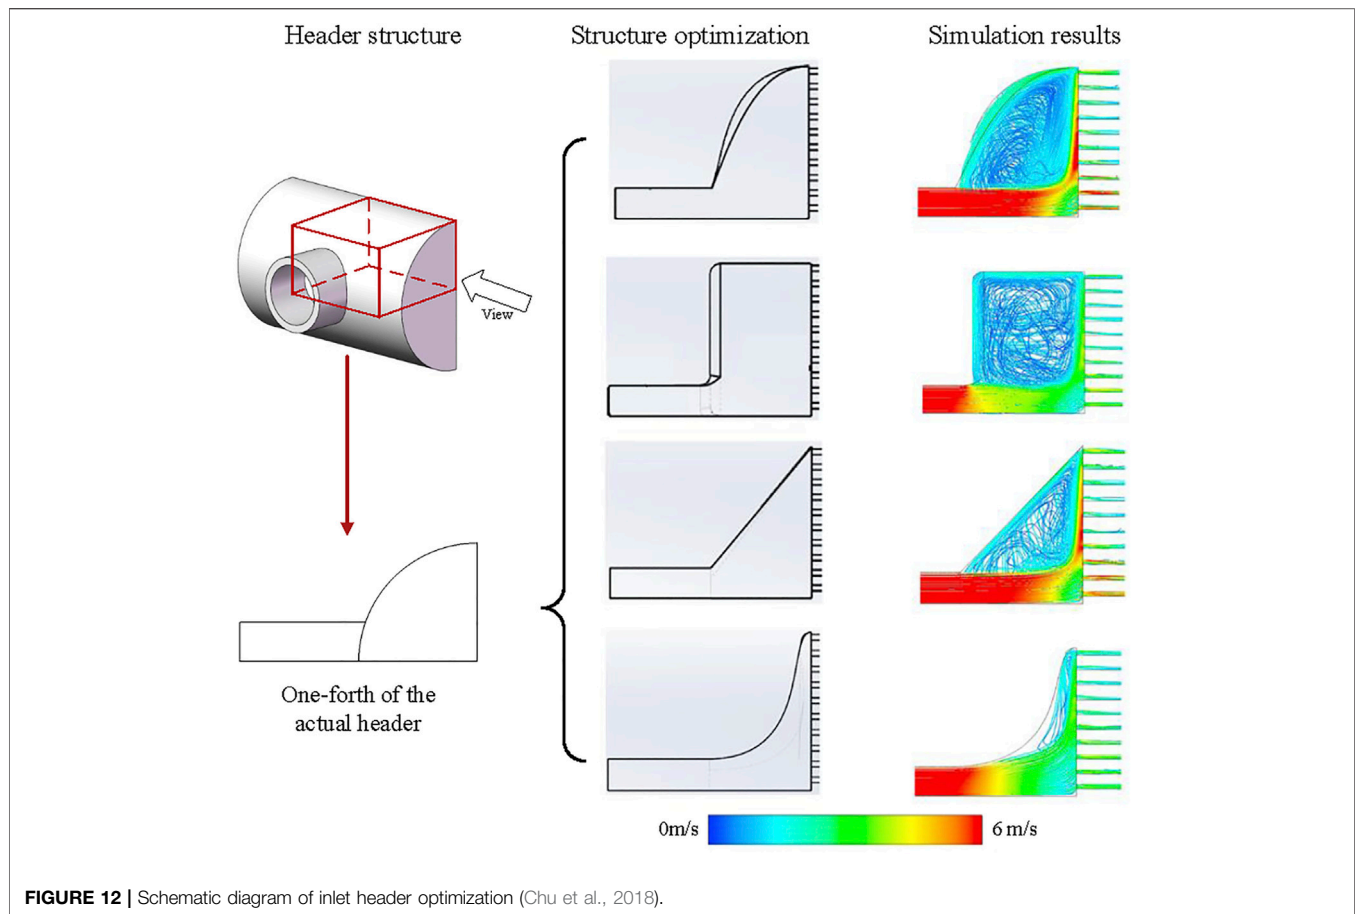 Header structure
Structure optimization
Simulation results
View
One-forth of the
actual header
0m/s
6 m/s
FIGURE 12 | Schematic diagram of inlet header optimization (Chu et al., 2018).